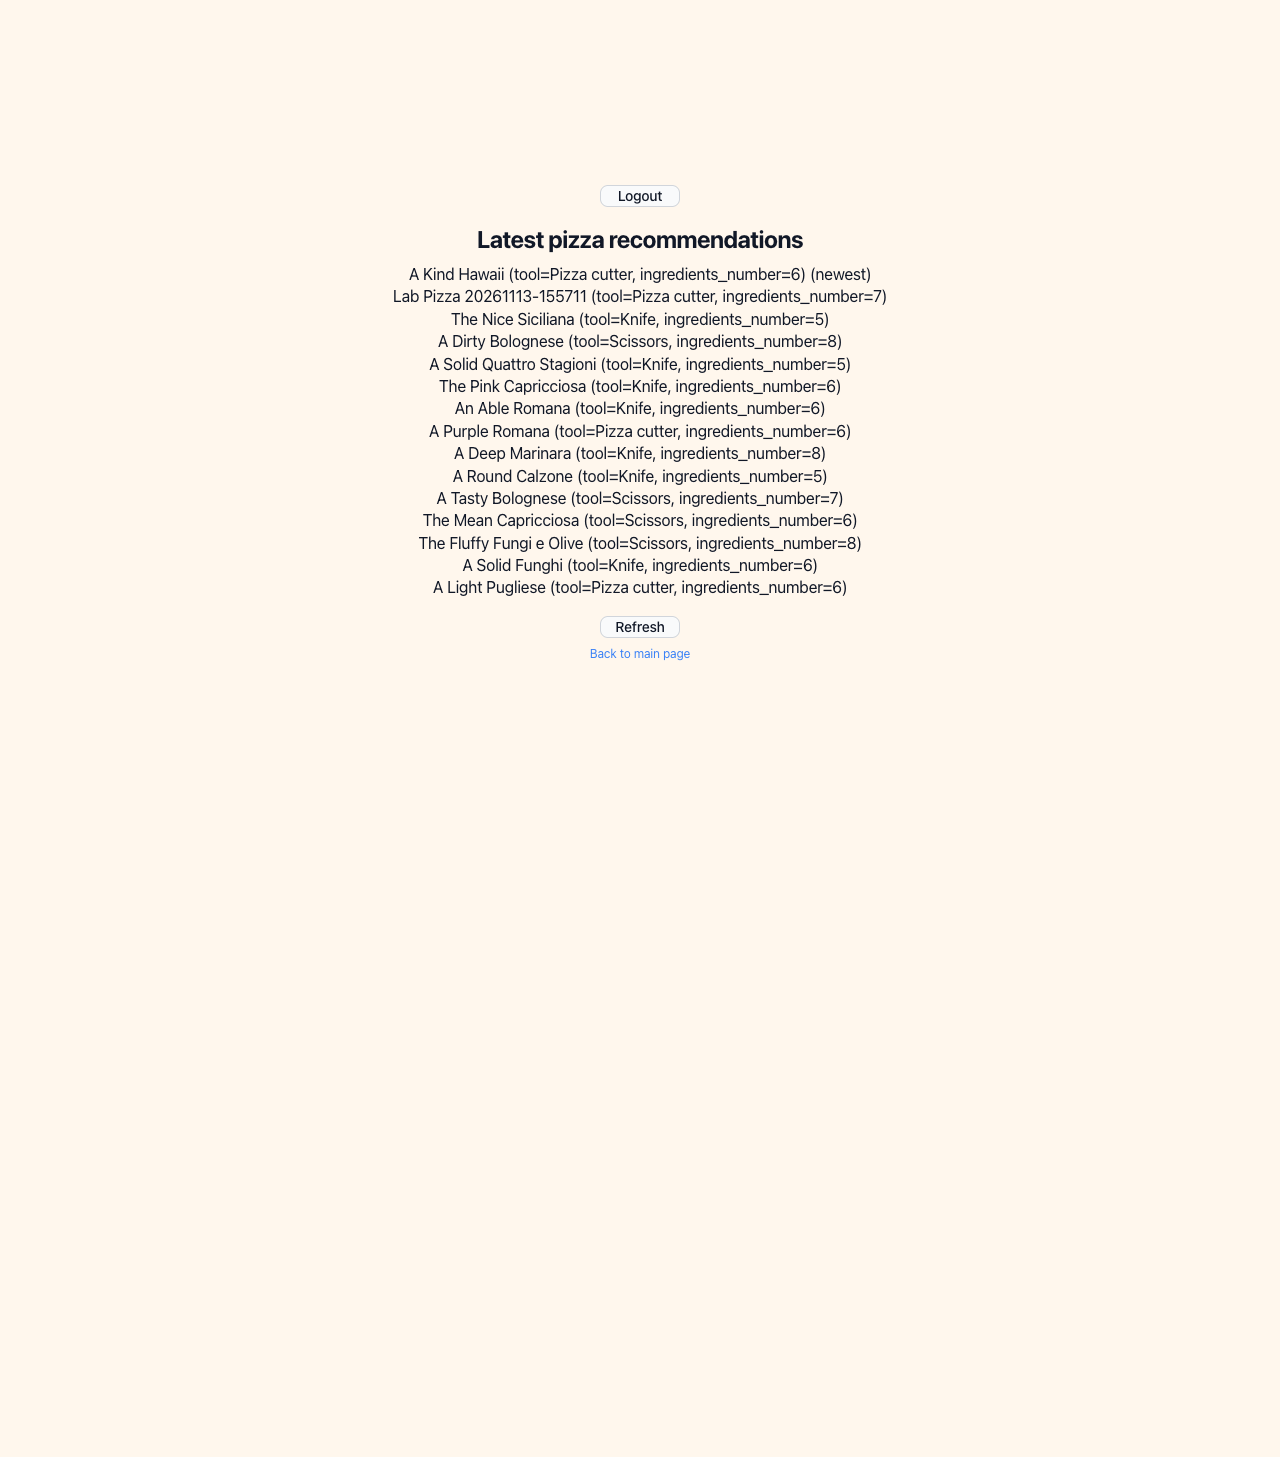 Logout
Latest pizza recommendations
A Kind Hawaii (tool=Pizza cutter, ingredients_number=6) (newest)
Lab Pizza 20261113-155711 (tool=Pizza cutter, ingredients_number=7)
The Nice Siciliana (tool=Knife, ingredients_number=5)
A Dirty Bolognese (tool=Scissors, ingredients_number=8)
A Solid Quattro Stagioni (tool=Knife, ingredients_number=5)
The Pink Capricciosa (tool=Knife, ingredients_number=6)
An Able Romana (tool=Knife, ingredients_number=6)
A Purple Romana (tool=Pizza cutter, ingredients_number=6)
A Deep Marinara (tool=Knife, ingredients_number=8)
A Round Calzone (tool=Knife, ingredients_number=5)
A Tasty Bolognese (tool=Scissors, ingredients_number=7)
The Mean Capricciosa (tool=Scissors, ingredients_number=6)
The Fluffy Fungi e Olive (tool=Scissors, ingredients_number=8)
A Solid Funghi (tool=Knife, ingredients_number=6)
A Light Pugliese (tool=Pizza cutter, ingredients_number=6)
Refresh
Back to main page